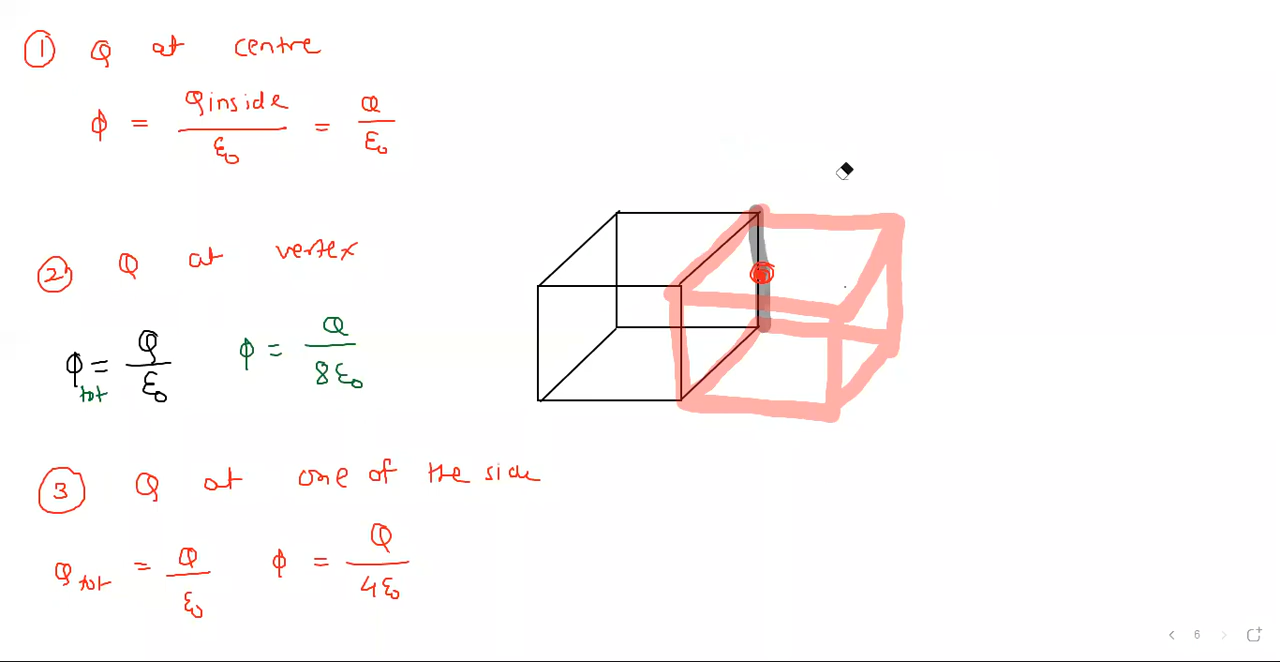 ① Q at centre
ϕ = Qinside/ε₀ = Q/ε₀
② Q at vertex
ϕtot = Q/ε₀ ϕ = Q/8ε₀
③ Q at one of the side
Qtot = Q/ε₀ ϕ = Q/4ε₀
6